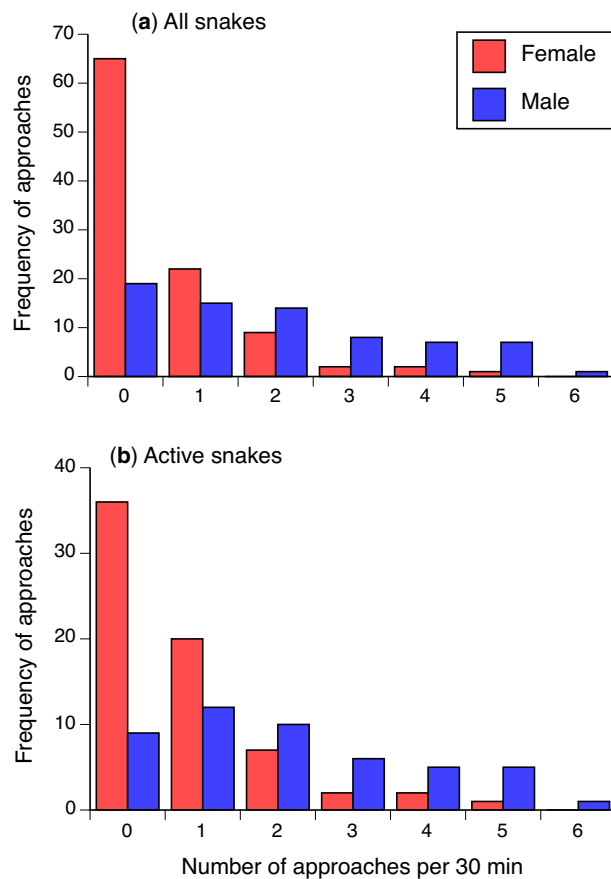 (a) All snakes
Female
Male
Frequency of approaches
70
60
50
40
30
20
10
0
0 1 2 3 4 5 6
(b) Active snakes
Frequency of approaches
40
30
20
10
0
0 1 2 3 4 5 6
Number of approaches per 30 min